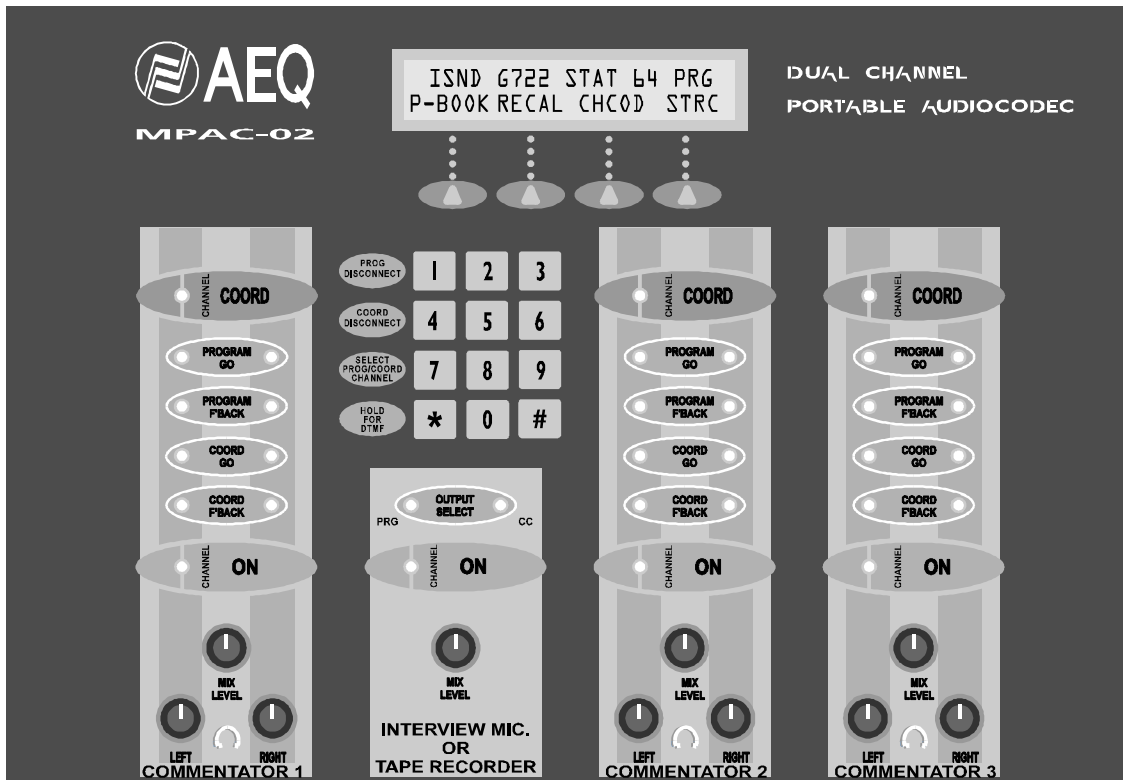 AEQ
MPAC-02
ISND G722 STAT 64 PRG
P-BOOK RECAL CHCOD STRC
DUAL CHANNEL
PORTABLE AUDIOCODEC
CHANNEL
COORD
PROGRAM
GO
PROGRAM
F'BACK
COORD
GO
COORD
F'BACK
CHANNEL
ON
MIX
LEVEL
LEFT
RIGHT
COMMENTATOR 1
PROG
DISCONNECT
1 2 3
COORD
DISCONNECT
4 5 6
SELECT
PROG/COORD
CHANNEL
7 8 9
HOLD
FOR
DTMF
* 0 #
OUTPUT
SELECT
PRG
CC
CHANNEL
ON
MIX
LEVEL
INTERVIEW MIC.
OR
TAPE RECORDER
CHANNEL
COORD
PROGRAM
GO
PROGRAM
F'BACK
COORD
GO
COORD
F'BACK
CHANNEL
ON
MIX
LEVEL
LEFT
RIGHT
COMMENTATOR 2
CHANNEL
COORD
PROGRAM
GO
PROGRAM
F'BACK
COORD
GO
COORD
F'BACK
CHANNEL
ON
MIX
LEVEL
LEFT
RIGHT
COMMENTATOR 3